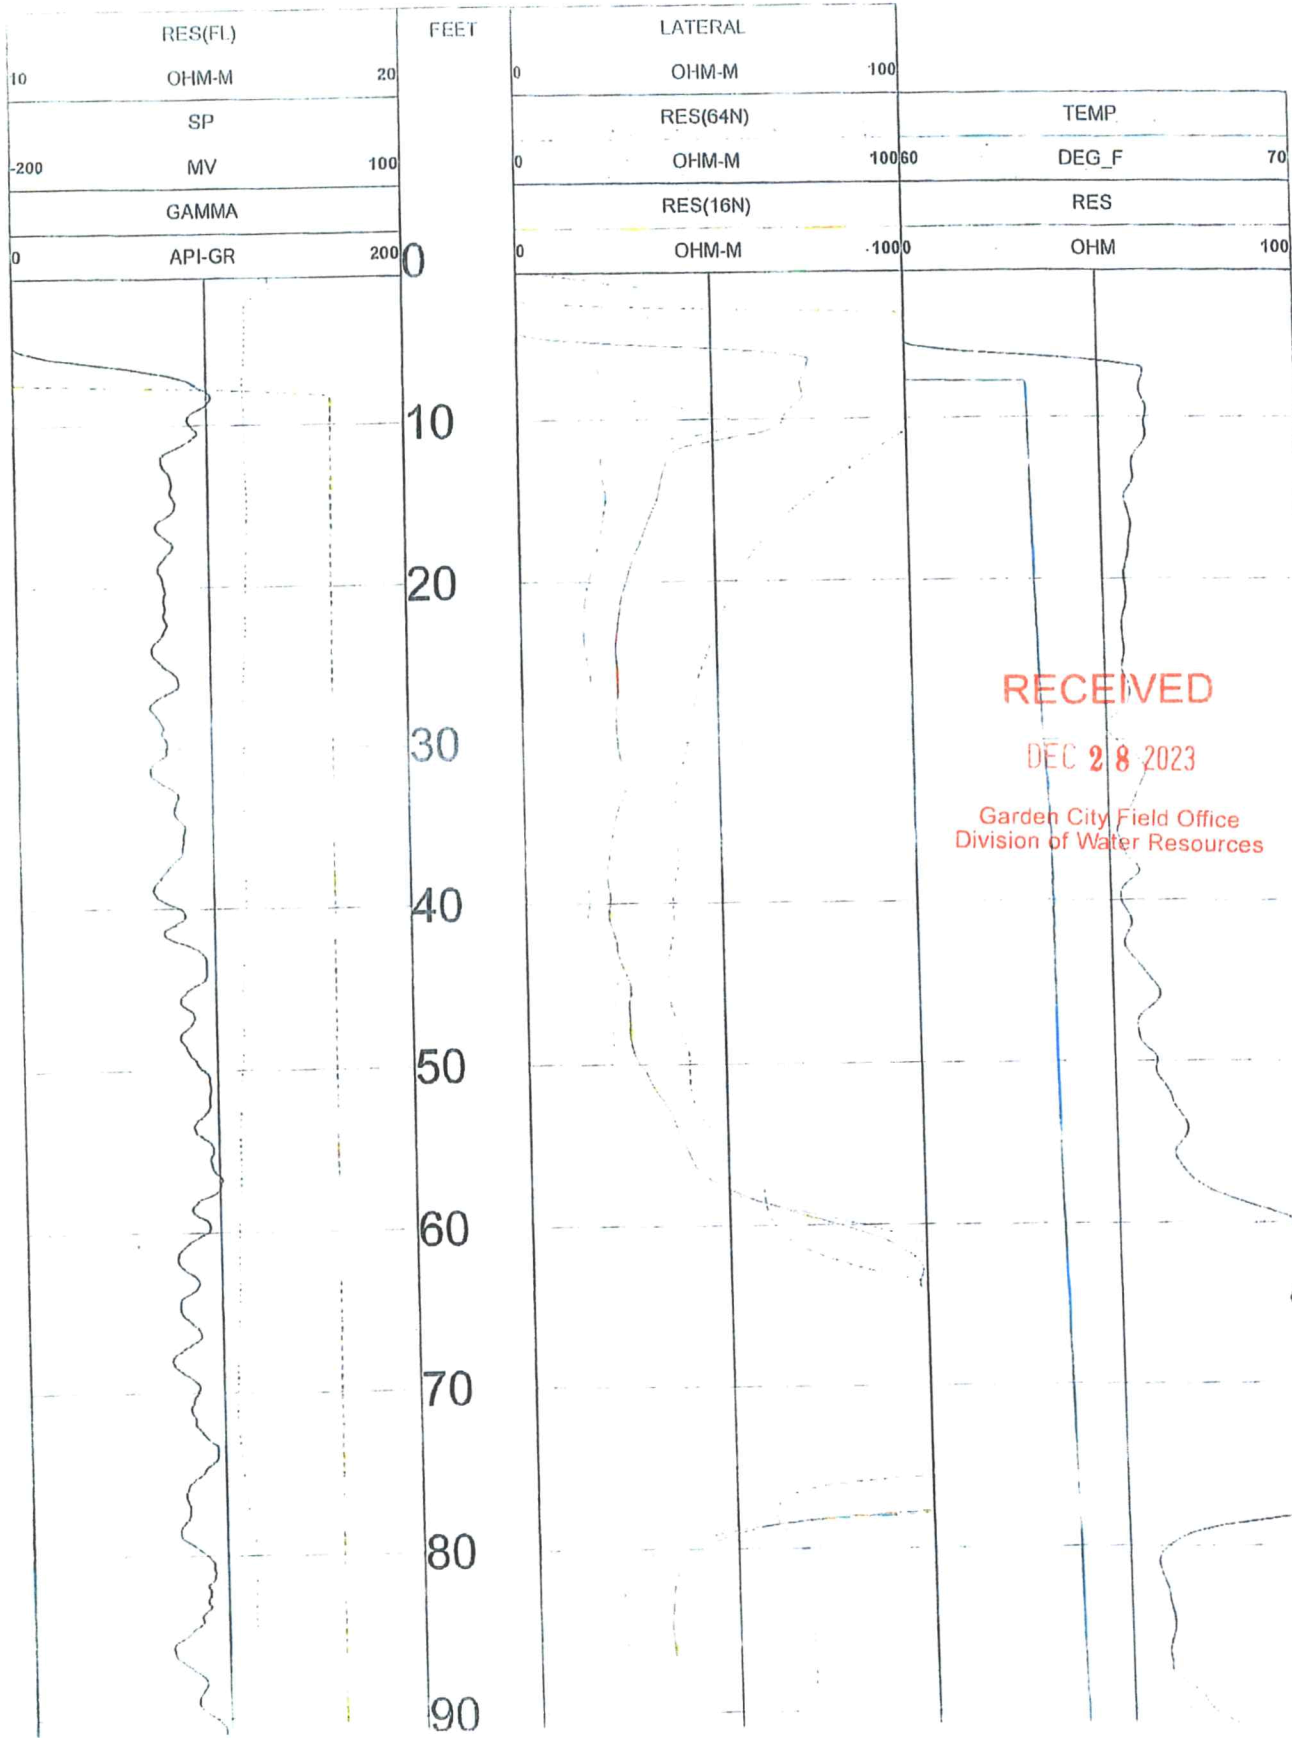 RES(FL)
10 OHM-M 20
SP
-200 MV 100
GAMMA
0 API-GR 200
FEET
LATERAL
0 OHM-M 100
RES(64N)
0 OHM-M 100
RES(16N)
0 OHM-M 100
TEMP
60 DEG_F 70
RES
0 OHM 100
0
10
20
30
40
50
60
70
80
90
RECEIVED
DEC 28 2023
Garden City Field Office
Division of Water Resources